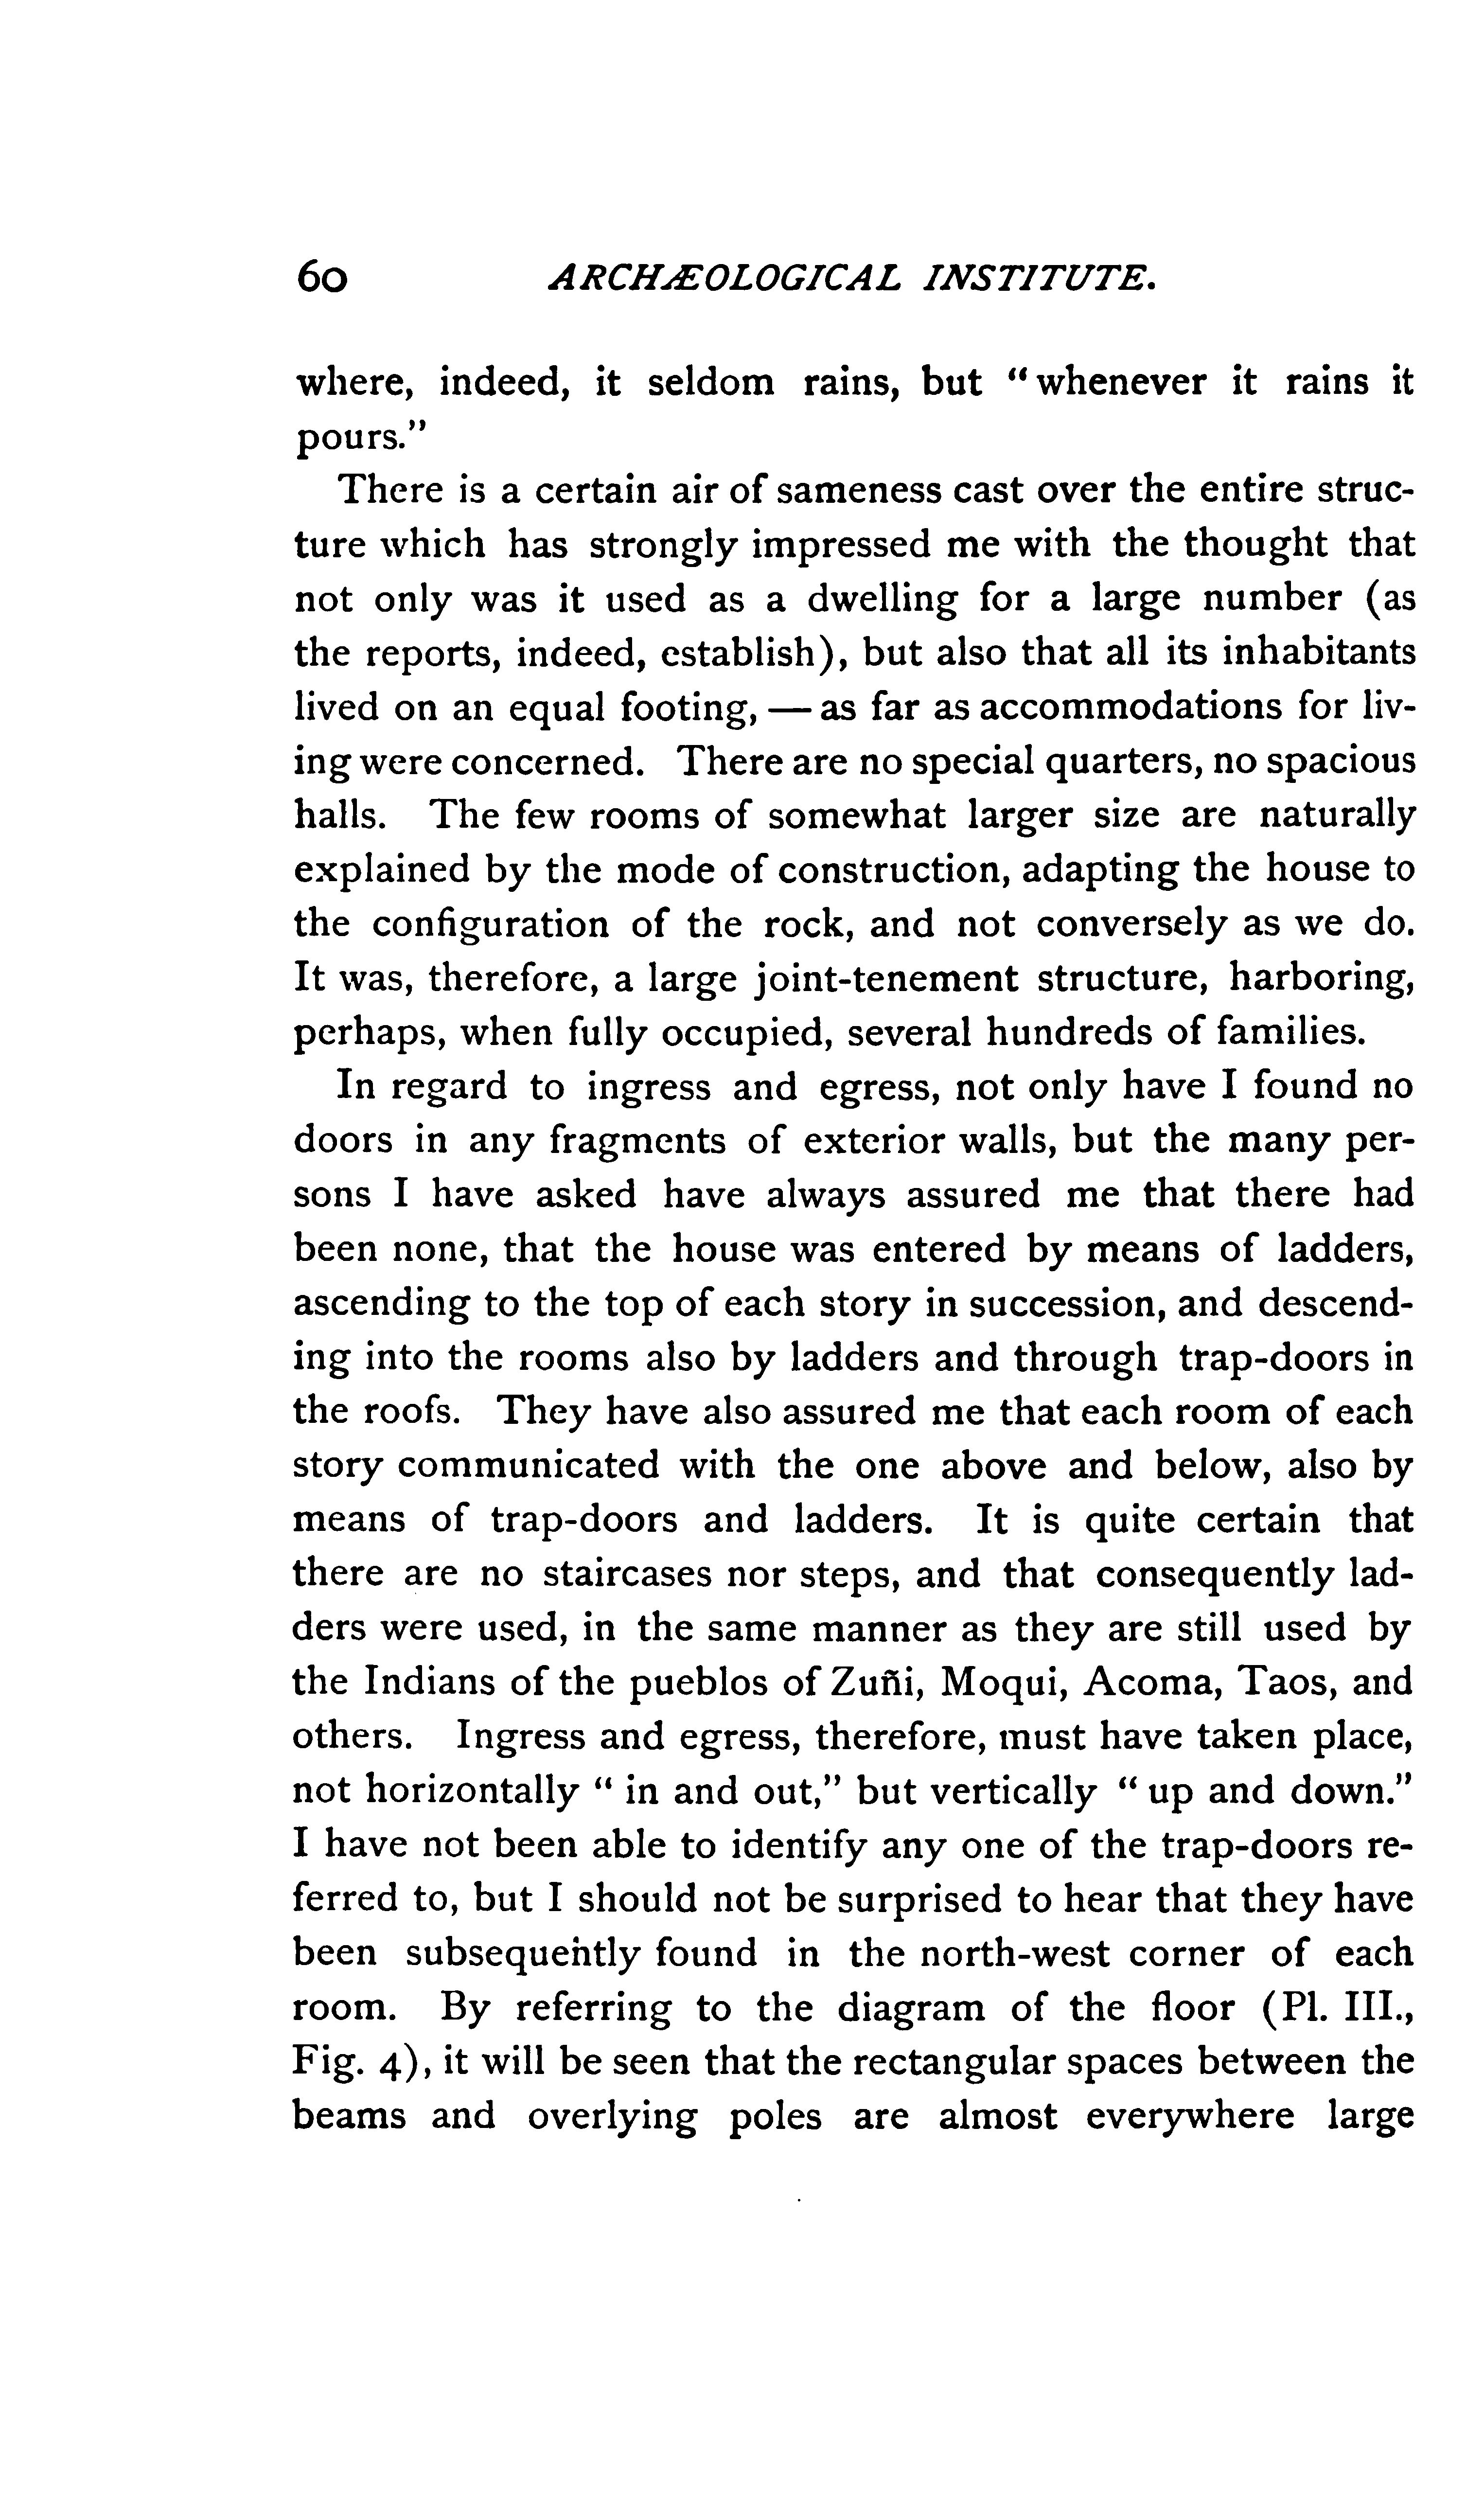 60 ARCHÆOLOGICAL INSTITUTE.
where, indeed, it seldom rains, but "whenever it rains it
pours."
There is a certain air of sameness cast over the entire struc-
ture which has strongly impressed me with the thought that
not only was it used as a dwelling for a large number (as
the reports, indeed, establish), but also that all its inhabitants
lived on an equal footing, — as far as accommodations for liv-
ing were concerned. There are no special quarters, no spacious
halls. The few rooms of somewhat larger size are naturally
explained by the mode of construction, adapting the house to
the configuration of the rock, and not conversely as we do.
It was, therefore, a large joint-tenement structure, harboring,
perhaps, when fully occupied, several hundreds of families.
In regard to ingress and egress, not only have I found no
doors in any fragments of exterior walls, but the many per-
sons I have asked have always assured me that there had
been none, that the house was entered by means of ladders,
ascending to the top of each story in succession, and descend-
ing into the rooms also by ladders and through trap-doors in
the roofs. They have also assured me that each room of each
story communicated with the one above and below, also by
means of trap-doors and ladders. It is quite certain that
there are no staircases nor steps, and that consequently lad-
ders were used, in the same manner as they are still used by
the Indians of the pueblos of Zuñi, Moqui, Acoma, Taos, and
others. Ingress and egress, therefore, must have taken place,
not horizontally " in and out," but vertically " up and down."
I have not been able to identify any one of the trap-doors re-
ferred to, but I should not be surprised to hear that they have
been subsequently found in the north-west corner of each
room. By referring to the diagram of the floor (Pl. III.,
Fig. 4), it will be seen that the rectangular spaces between the
beams and overlying poles are almost everywhere large